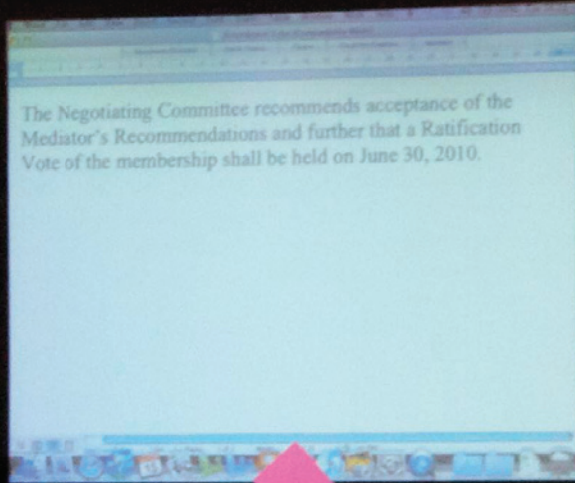 The Negotiating Committee recommends acceptance of the
Mediator's Recommendations and further that a Ratification
Vote of the membership shall be held on June 30, 2010.